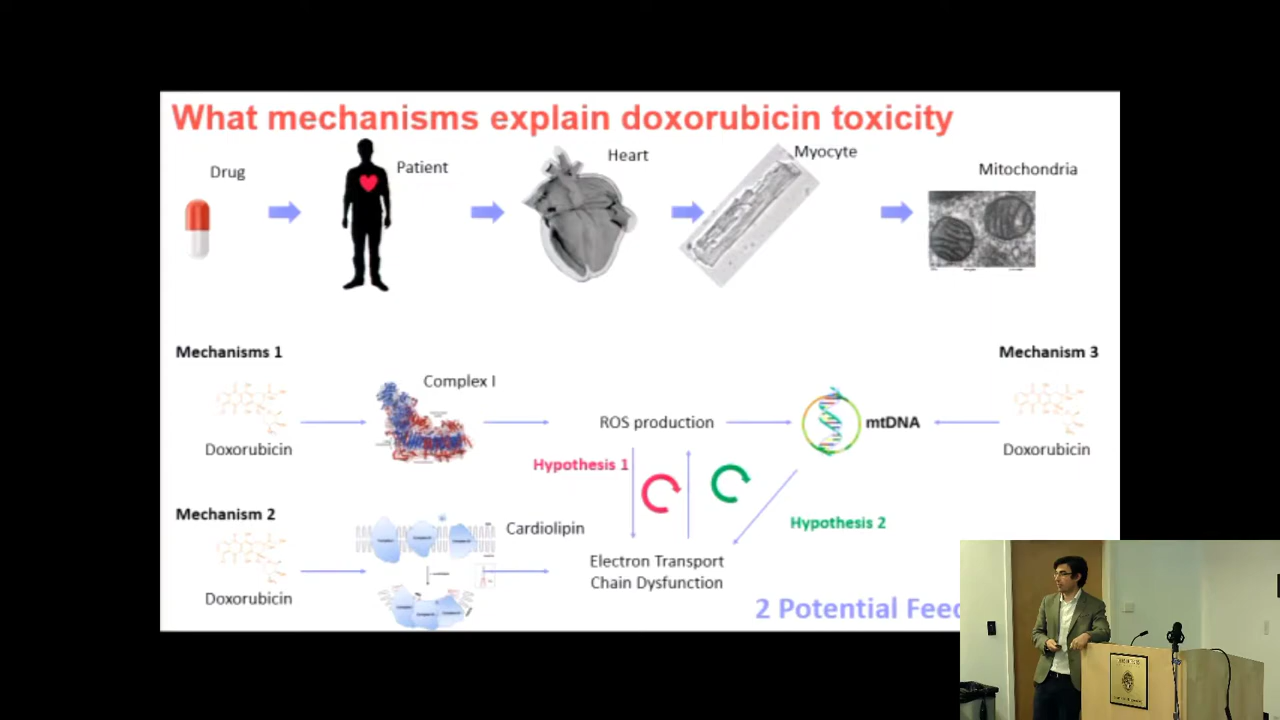 What mechanisms explain doxorubicin toxicity
Drug
Patient
Heart
Myocyte
Mitochondria
Mechanisms 1
Mechanism 3
Complex I
ROS production
mtDNA
Doxorubicin
Doxorubicin
Hypothesis 1
Mechanism 2
Hypothesis 2
Cardiolipin
Electron Transport
Chain Dysfunction
Doxorubicin
2 Potential